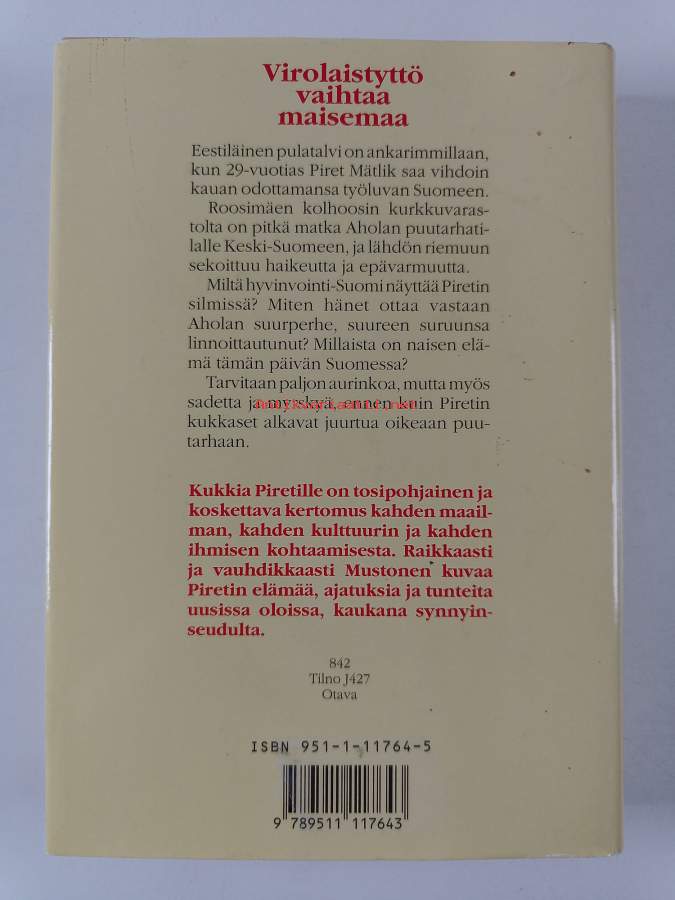 Virolaistyttö
vaihtaa
maisemaa
Eestiläinen pulatalvi on ankarimmillaan,
kun 29-vuotias Piret Mätlik saa vihdoin
kauan odottamansa työluvan Suomeen.
Roosimäen kolhoosin kurkkuvaras-
tolta on pitkä matka Aholan puutarhati-
lalle Keski-Suomeen, ja lähdön riemuun
sekoittuu haikeutta ja epävarmuutta.
Miltä hyvinvointi-Suomi näyttää Piretin
silmissä? Miten hänet ottaa vastaan
Aholan suurperhe, suureen suruunsa
linnoittautunut? Millaista on naisen elä-
mä tämän päivän Suomessa?
Tarvitaan paljon aurinkoa, mutta myös
sadetta ja myrskyä, ennen kuin Piretin
kukkaset alkavat juurtua oikeaan puu-
tarhaan.
Kukkia Piretille on tosipohjainen ja
koskettava kertomus kahden maail-
man, kahden kulttuurin ja kahden
ihmisen kohtaamisesta. Raikkaasti
ja vauhdikkaasti Mustonen kuvaa
Piretin elämää, ajatuksia ja tunteita
uusissa oloissa, kaukana synnyin-
seudulta.
842
Tilno J427
Otava
ISBN 951-1-11764-5
9 789511 117643